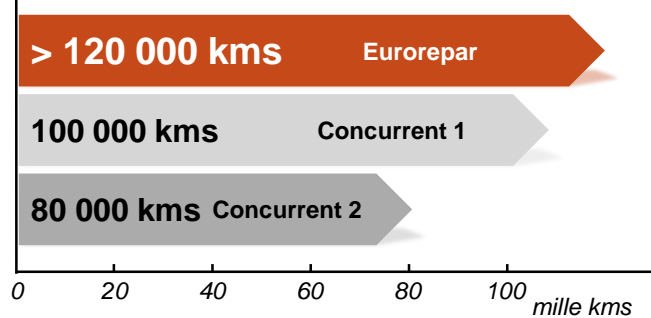 > 120 000 kms Eurorepar
100 000 kms Concurrent 1
80 000 kms Concurrent 2
0 20 40 60 80 100
mille kms